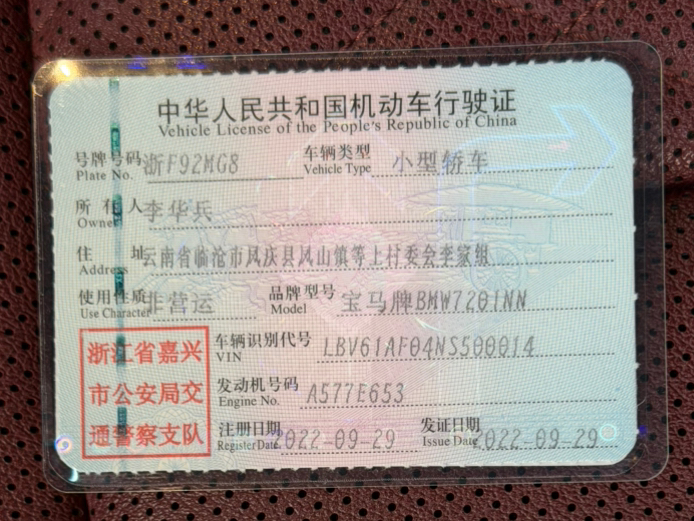 中华人民共和国机动车行驶证
Vehicle License of the People's Republic of China
号牌号码 浙F92MG8 车辆类型 小型轿车
Plate No. Vehicle Type
所有人 李华兵
Owner
住 址 云南省临沧市凤庆县凤山镇等上村委会李家组
Address
使用性质 非营运 品牌型号 宝马牌BMW7201NN
Use Character Model
浙江省嘉兴
市公安局交
通警察支队
车辆识别代号 LBV61AF04NS500014
VIN
发动机号码 A577E653
Engine No.
注册日期 2022-09-29 发证日期 2022-09-29
Register Date Issue Date